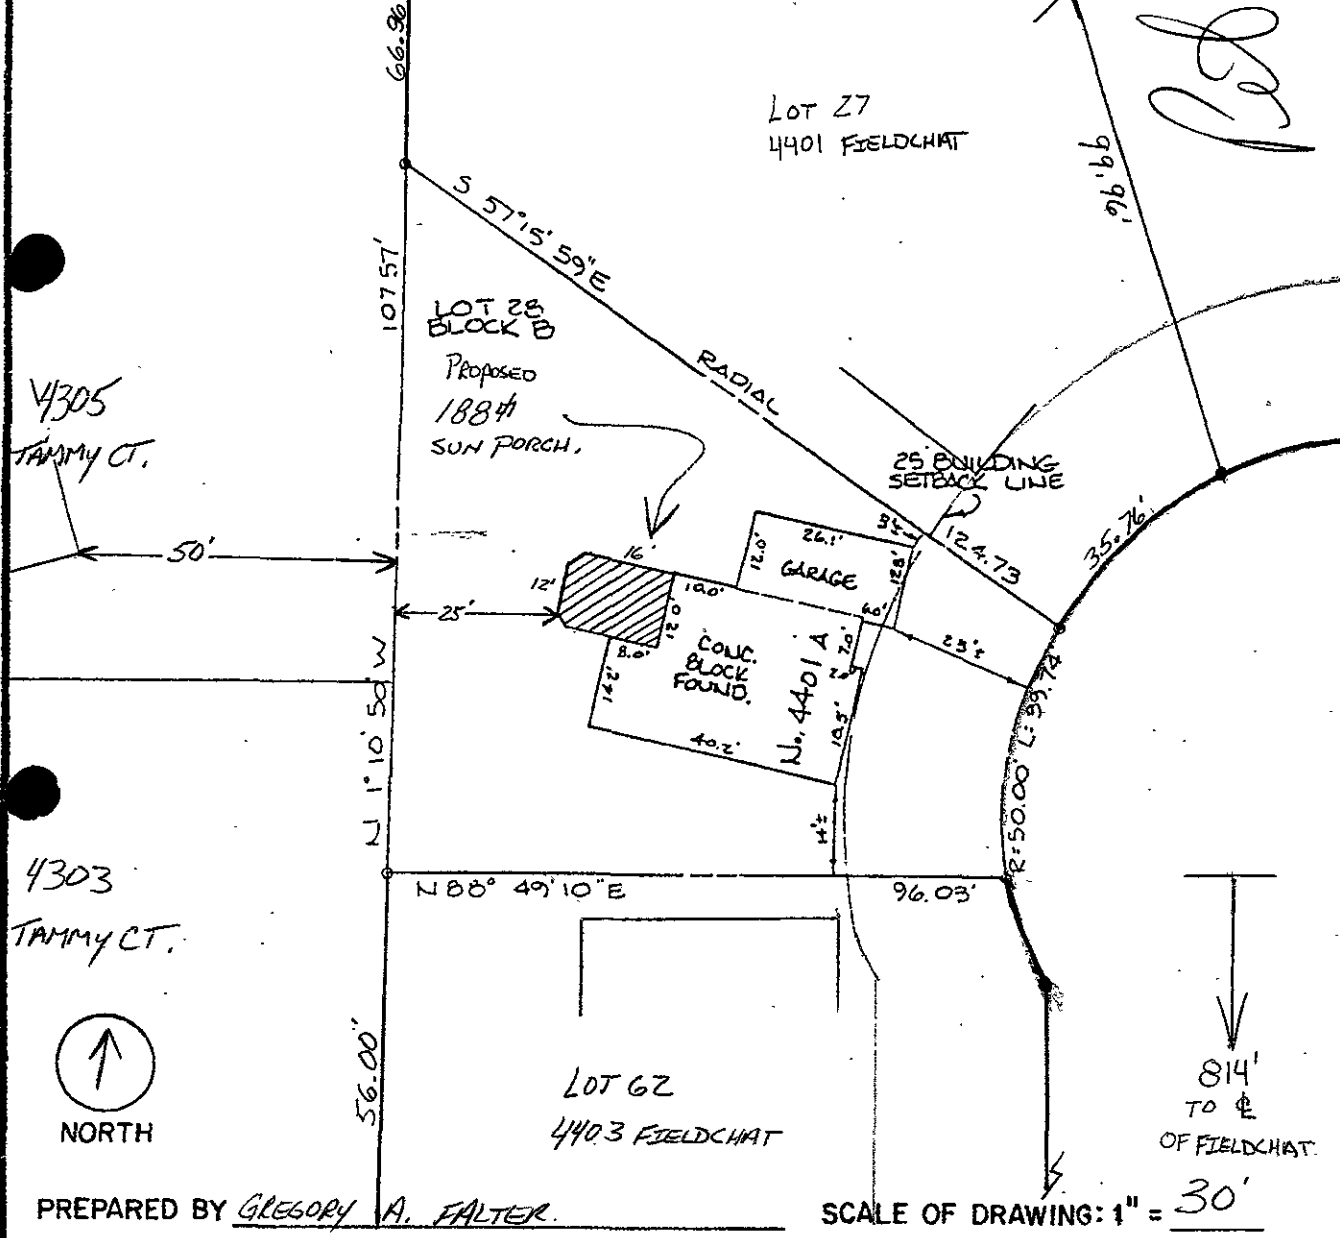 66.96
LOT 27
4401 FIELDCHAT
99.96'
S 57°15'59"E
107.57'
LOT 28
BLOCK B
PROPOSED
188 ⌗
SUN PORCH.
RADIAL
4305
TAMMY CT.
25' BUILDING
SETBACK LINE
124.73
35.76'
50'
16'
12'
12.0'
26.1'
GARAGE
12.8'
10.0'
6.0'
25'
12.0'
8.0'
14.2'
CONC.
BLOCK
FOUND.
No. 4401 A
7.0'
40.2'
25'±
14'±
R=50.00' L=39.74'
N 1° 10' 50" W
N 88° 49' 10" E
96.03'
4303
TAMMY CT.
NORTH
56.00"
LOT 62
4403 FIELDCHAT
814'
TO ℄
OF FIELDCHAT.
PREPARED BY GREGORY A. FALTER.
SCALE OF DRAWING: 1" = 30'